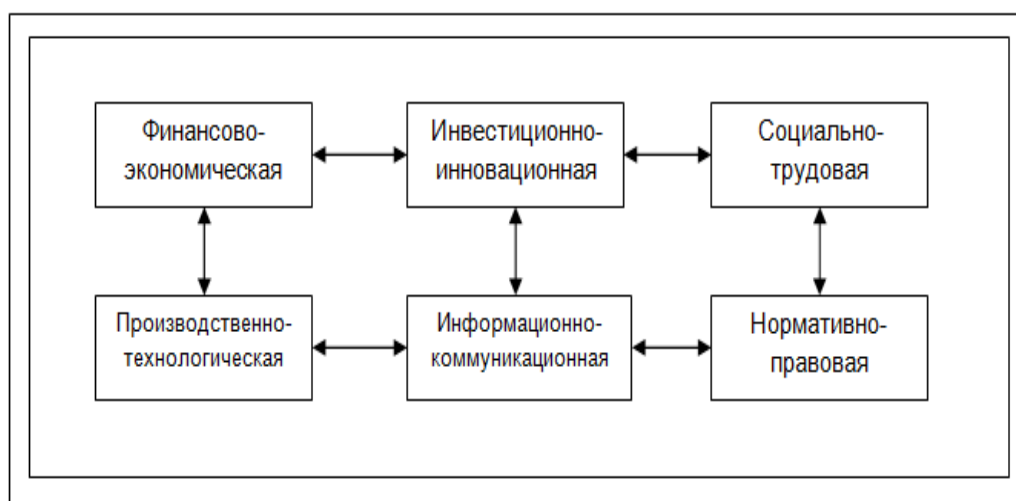 Финансово-
экономическая
Инвестиционно-
инновационная
Социально-
трудовая
Производственно-
технологическая
Информационно-
коммуникационная
Нормативно-
правовая